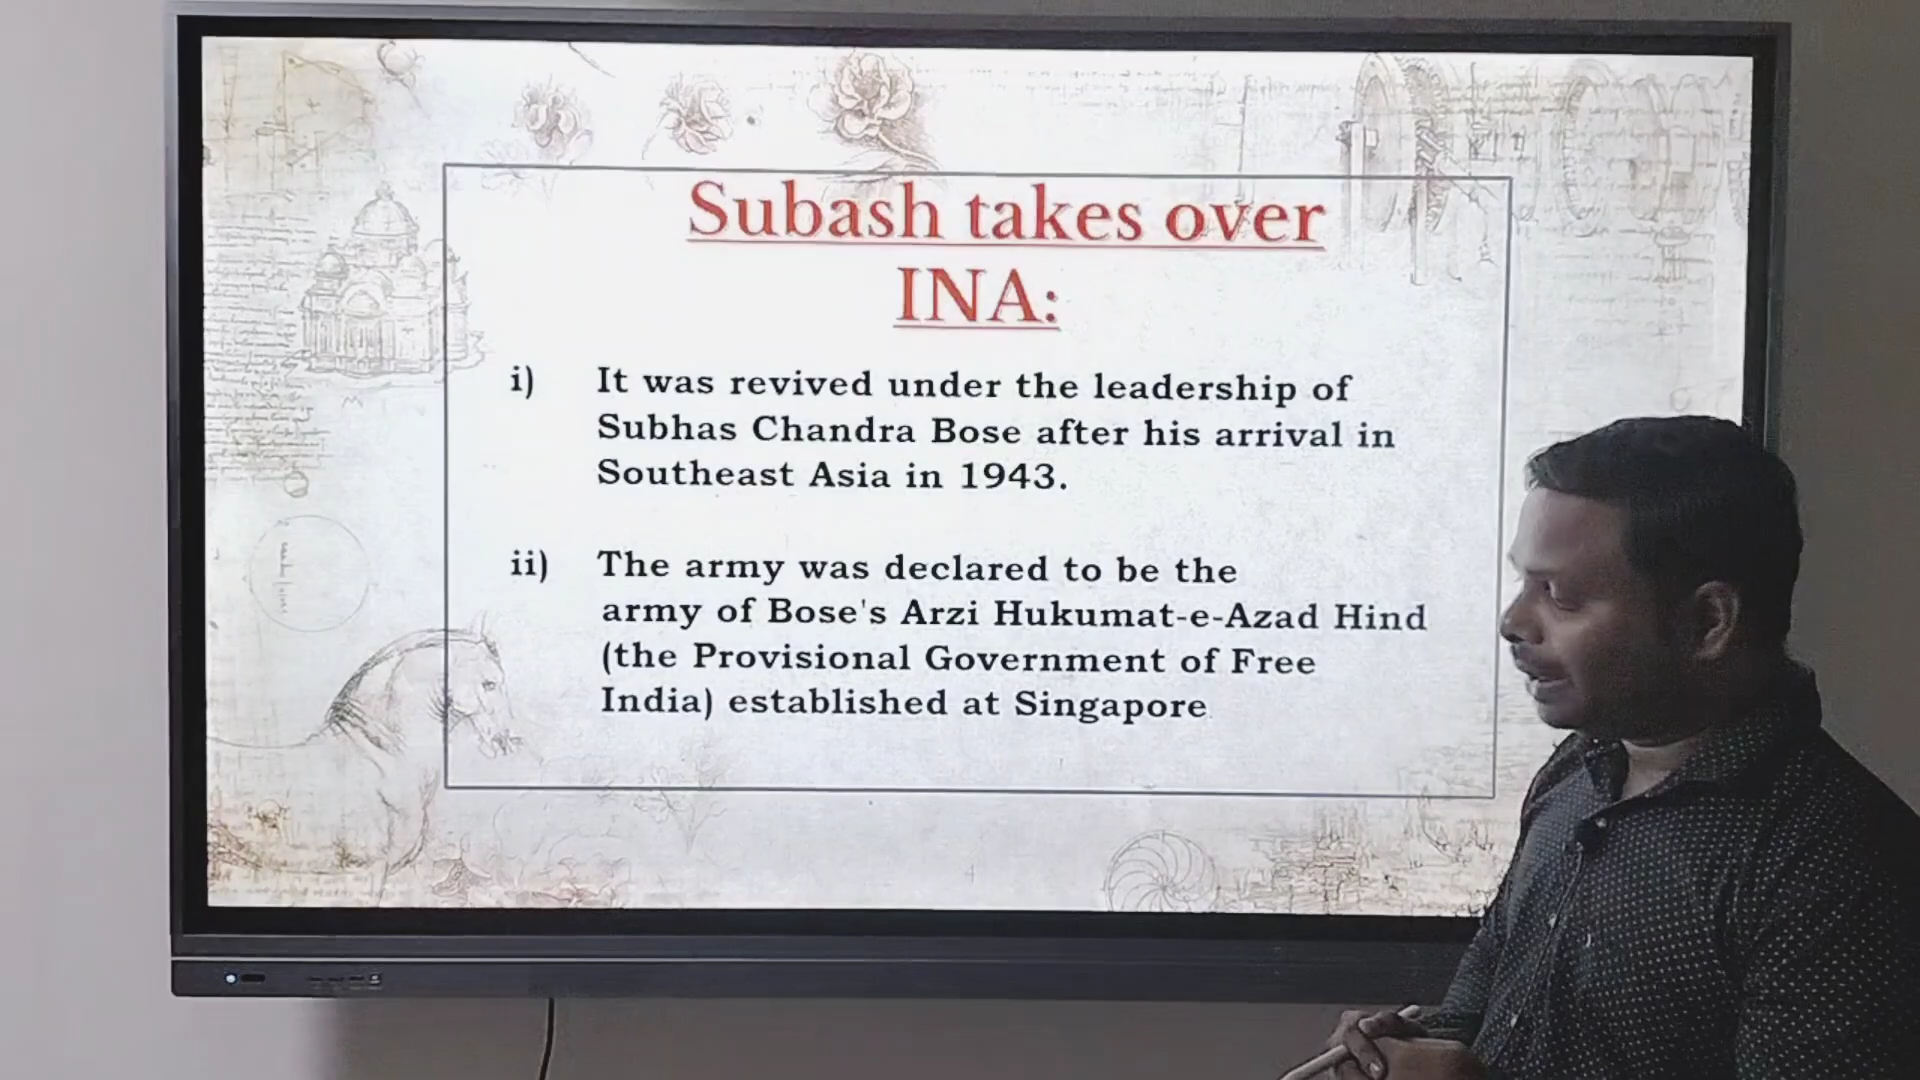 Subash takes over
INA:
i) It was revived under the leadership of
Subhas Chandra Bose after his arrival in
Southeast Asia in 1943.
ii) The army was declared to be the
army of Bose's Arzi Hukumat-e-Azad Hind
(the Provisional Government of Free
India) established at Singapore
4